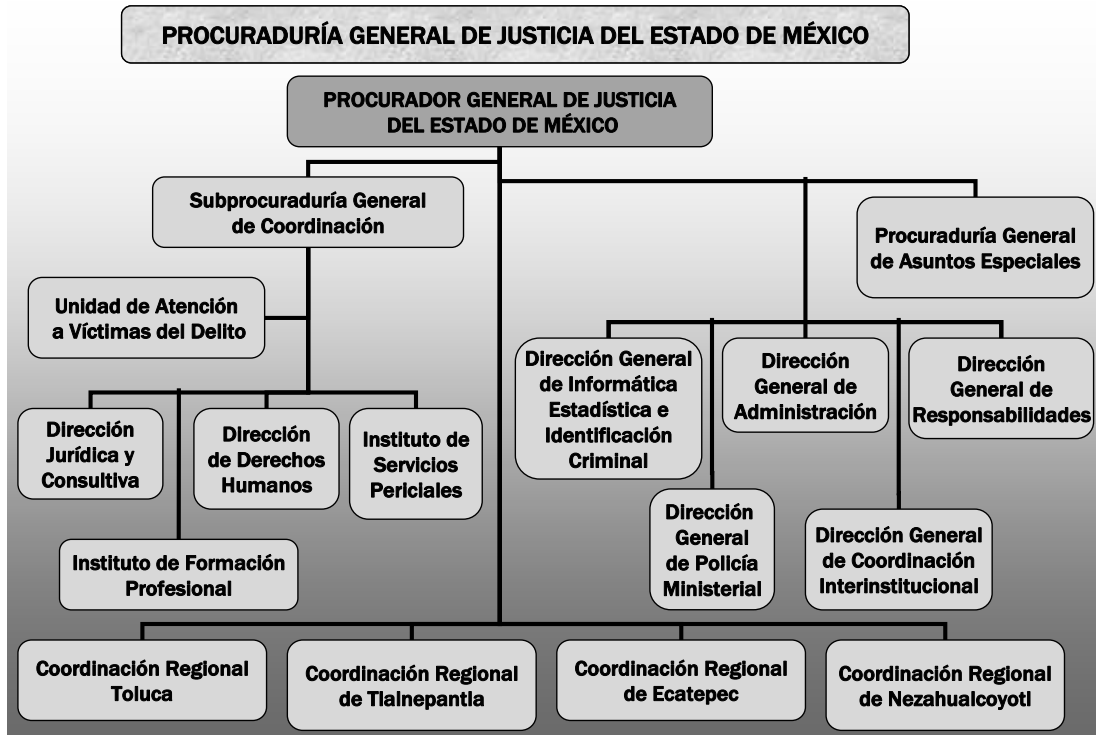 PROCURADURÍA GENERAL DE JUSTICIA DEL ESTADO DE MÉXICO
PROCURADOR GENERAL DE JUSTICIA
DEL ESTADO DE MÉXICO
Subprocuraduría General
de Coordinación
Procuraduría General
de Asuntos Especiales
Unidad de Atención
a Víctimas del Delito
Dirección General
de Informática
Estadística e
Identificación
Criminal
Dirección
General de
Administración
Dirección
General de
Responsabilidades
Dirección
Jurídica y
Consultiva
Dirección
de Derechos
Humanos
Instituto de
Servicios
Periciales
Dirección
General
de Policía
Ministerial
Dirección General
de Coordinación
Interinstitucional
Instituto de Formación
Profesional
Coordinación Regional
Toluca
Coordinación Regional
de Tlalnepantla
Coordinación Regional
de Ecatepec
Coordinación Regional
de Nezahualcoyotl